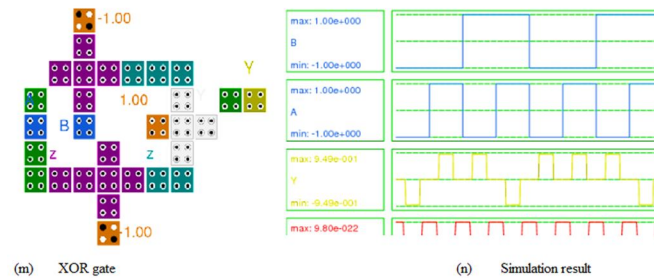 -1.00
Y
1.00
B
z
z
-1.00
(m) XOR gate
max: 1.00e+000
B
min: -1.00e+000
max: 1.00e+000
A
min: -1.00e+000
max: 9.49e-001
Y
min: -9.49e-001
max: 9.80e-022
(n) Simulation result